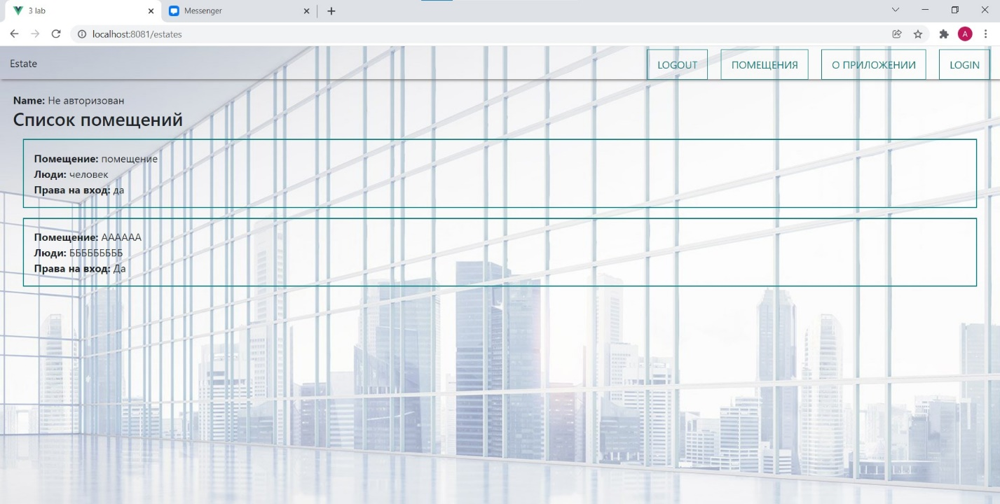 3 lab
Messenger
localhost:8081/estates
A
Estate
LOGOUT
ПОМЕЩЕНИЯ
О ПРИЛОЖЕНИИ
LOGIN
Name: Не авторизован
Список помещений
Помещение: помещение
Люди: человек
Права на вход: да
Помещение: АААААА
Люди: БББББББББ
Права на вход: Да